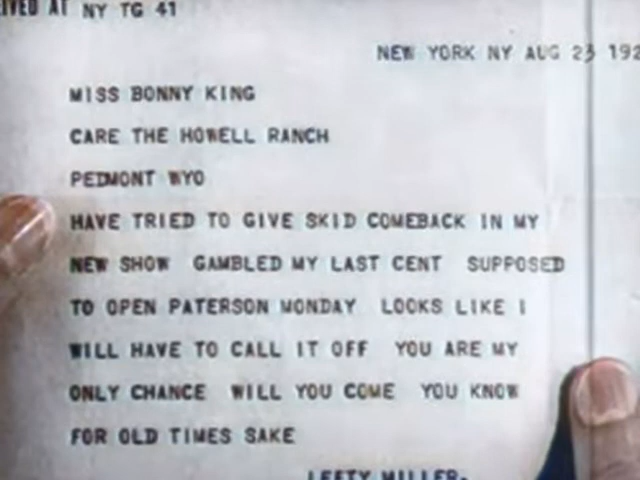 AT NY TG 41
NEW YORK NY AUG 23 192
MISS BONNY KING
CARE THE HOWELL RANCH
PEDMONT WYO
HAVE TRIED TO GIVE SKID COMEBACK IN MY
NEW SHOW GAMBLED MY LAST CENT SUPPOSED
TO OPEN PATERSON MONDAY LOOKS LIKE I
WILL HAVE TO CALL IT OFF YOU ARE MY
ONLY CHANCE WILL YOU COME YOU KNOW
FOR OLD TIMES SAKE
LEFTY MILLER.